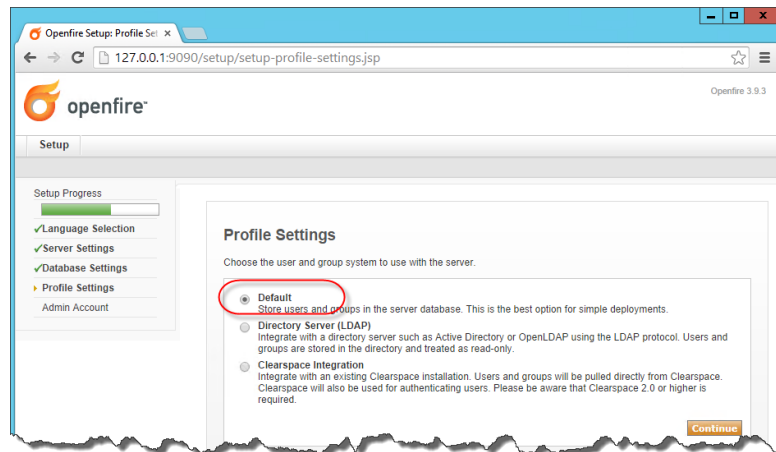 Openfire Setup: Profile Set
127.0.0.1:9090/setup/setup-profile-settings.jsp
openfire™
Openfire 3.9.3
Setup
Setup Progress
Language Selection
Server Settings
Database Settings
Profile Settings
Admin Account
Profile Settings
Choose the user and group system to use with the server.
Default
Store users and groups in the server database. This is the best option for simple deployments.
Directory Server (LDAP)
Integrate with a directory server such as Active Directory or OpenLDAP using the LDAP protocol. Users and
groups are stored in the directory and treated as read-only.
Clearspace Integration
Integrate with an existing Clearspace installation. Users and groups will be pulled directly from Clearspace.
Clearspace will also be used for authenticating users. Please be aware that Clearspace 2.0 or higher is
required.
Continue